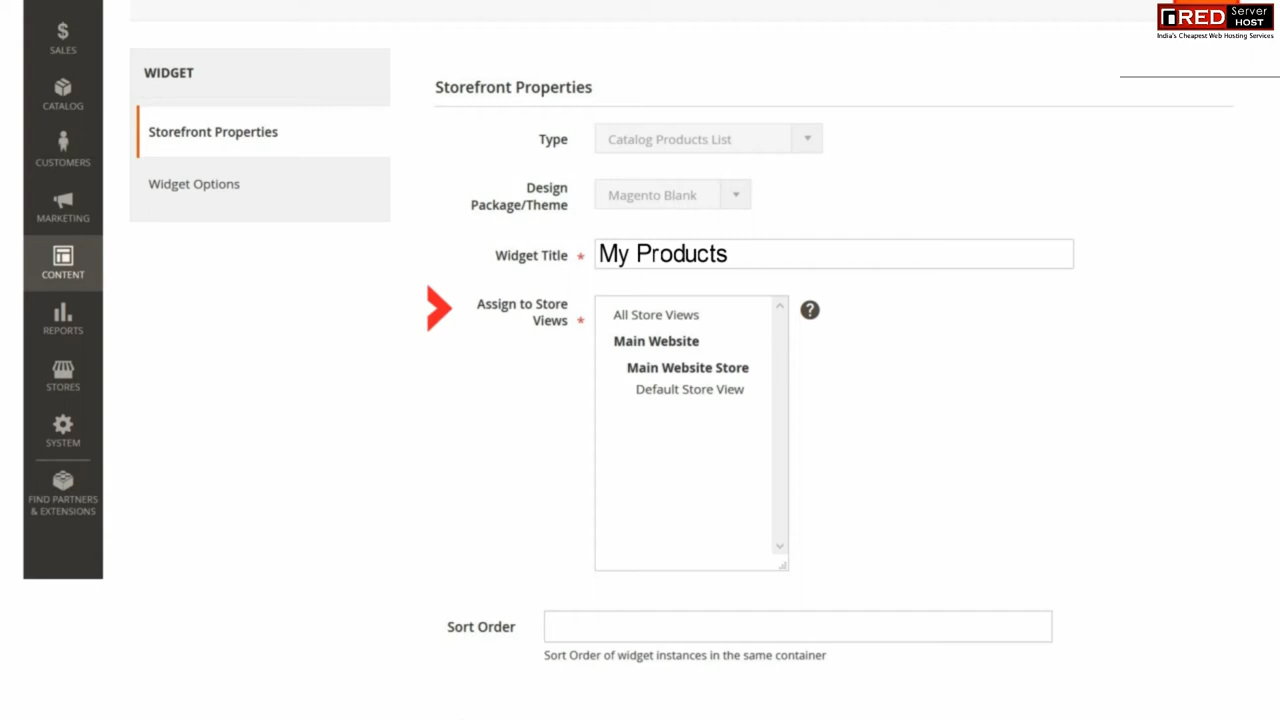 RED Server HOST
India's Cheapest Web Hosting Services
$
SALES
CATALOG
CUSTOMERS
MARKETING
CONTENT
REPORTS
STORES
SYSTEM
FIND PARTNERS
& EXTENSIONS
WIDGET
Storefront Properties
Widget Options
Storefront Properties
Type
Catalog Products List
Design
Package/Theme
Magento Blank
Widget Title *
My Products
Assign to Store
Views *
All Store Views
Main Website
Main Website Store
Default Store View
?
Sort Order
Sort Order of widget instances in the same container